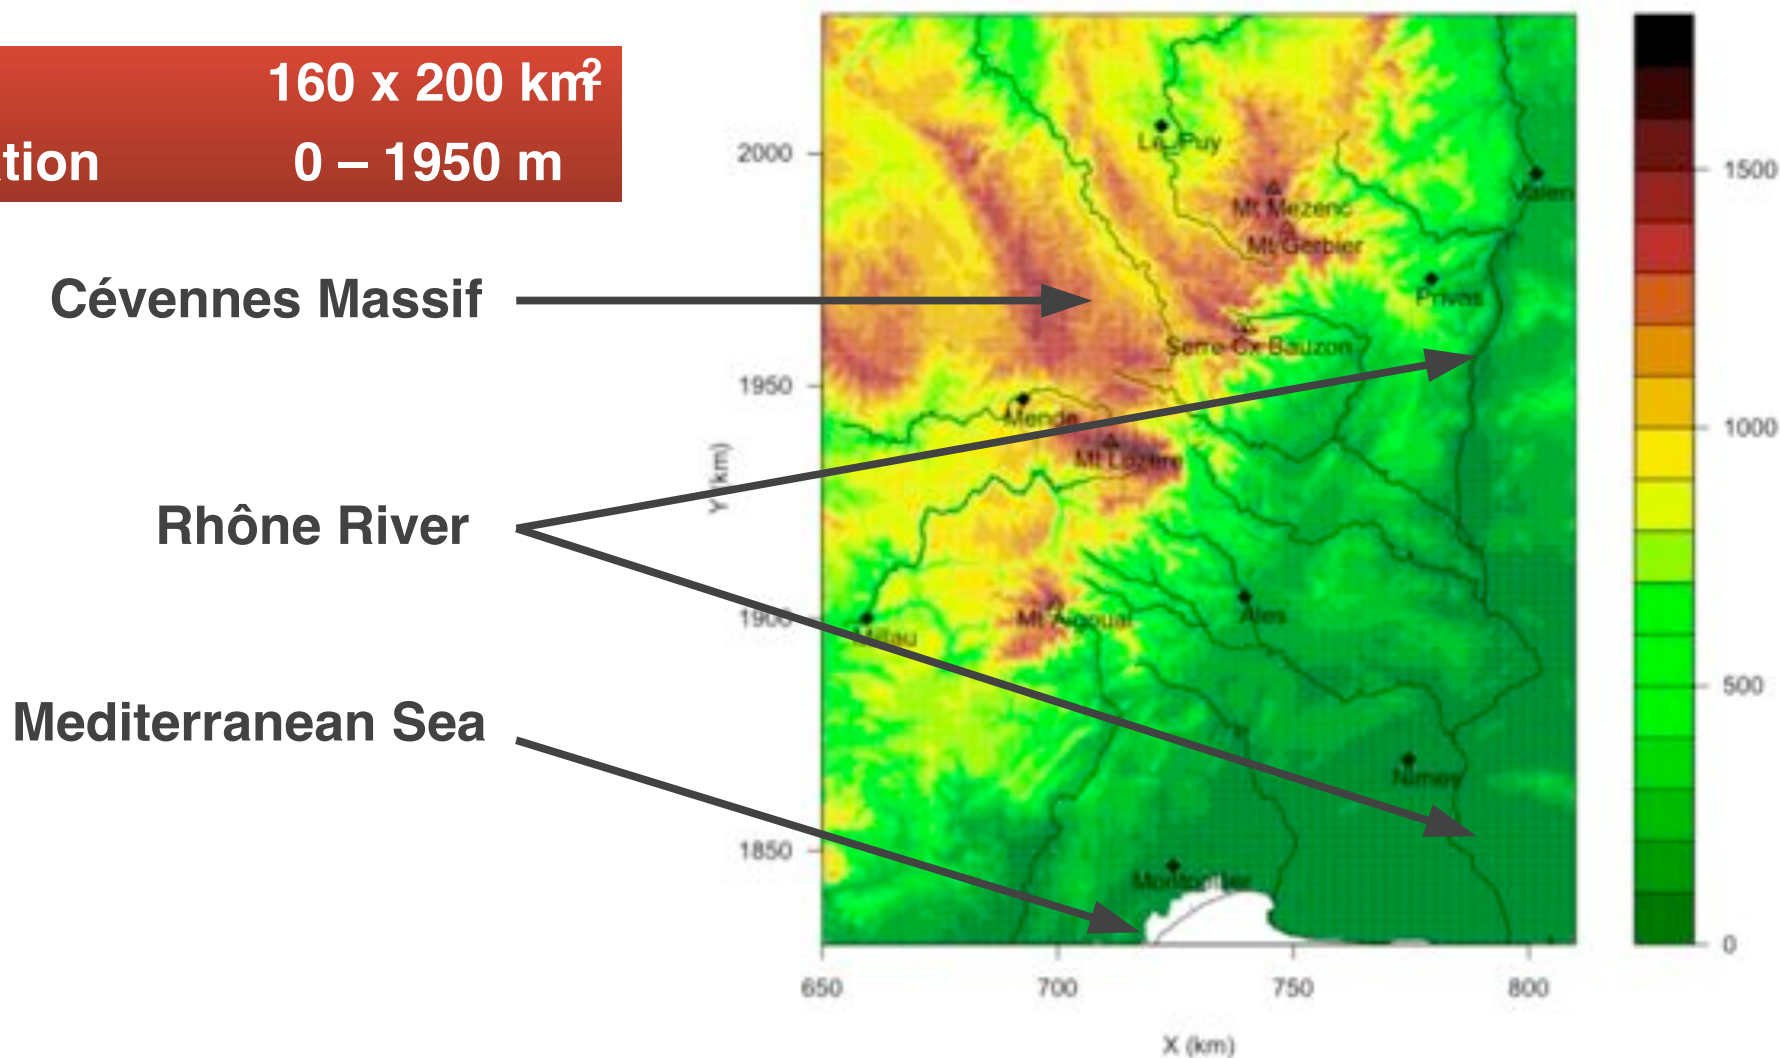 160 x 200 km²
tion 0 – 1950 m
Cévennes Massif
Rhône River
Mediterranean Sea
2000
1950
1900
1850
Y (km)
Le Puy
Valen
Mt Mezenc
Mt Gerbier
Privas
Serre Cx Bauzon
Mende
Mt Lozere
Mt Aigoual
Ales
Millau
Nimes
Montpellier
650 700 750 800
X (km)
1500
1000
500
0